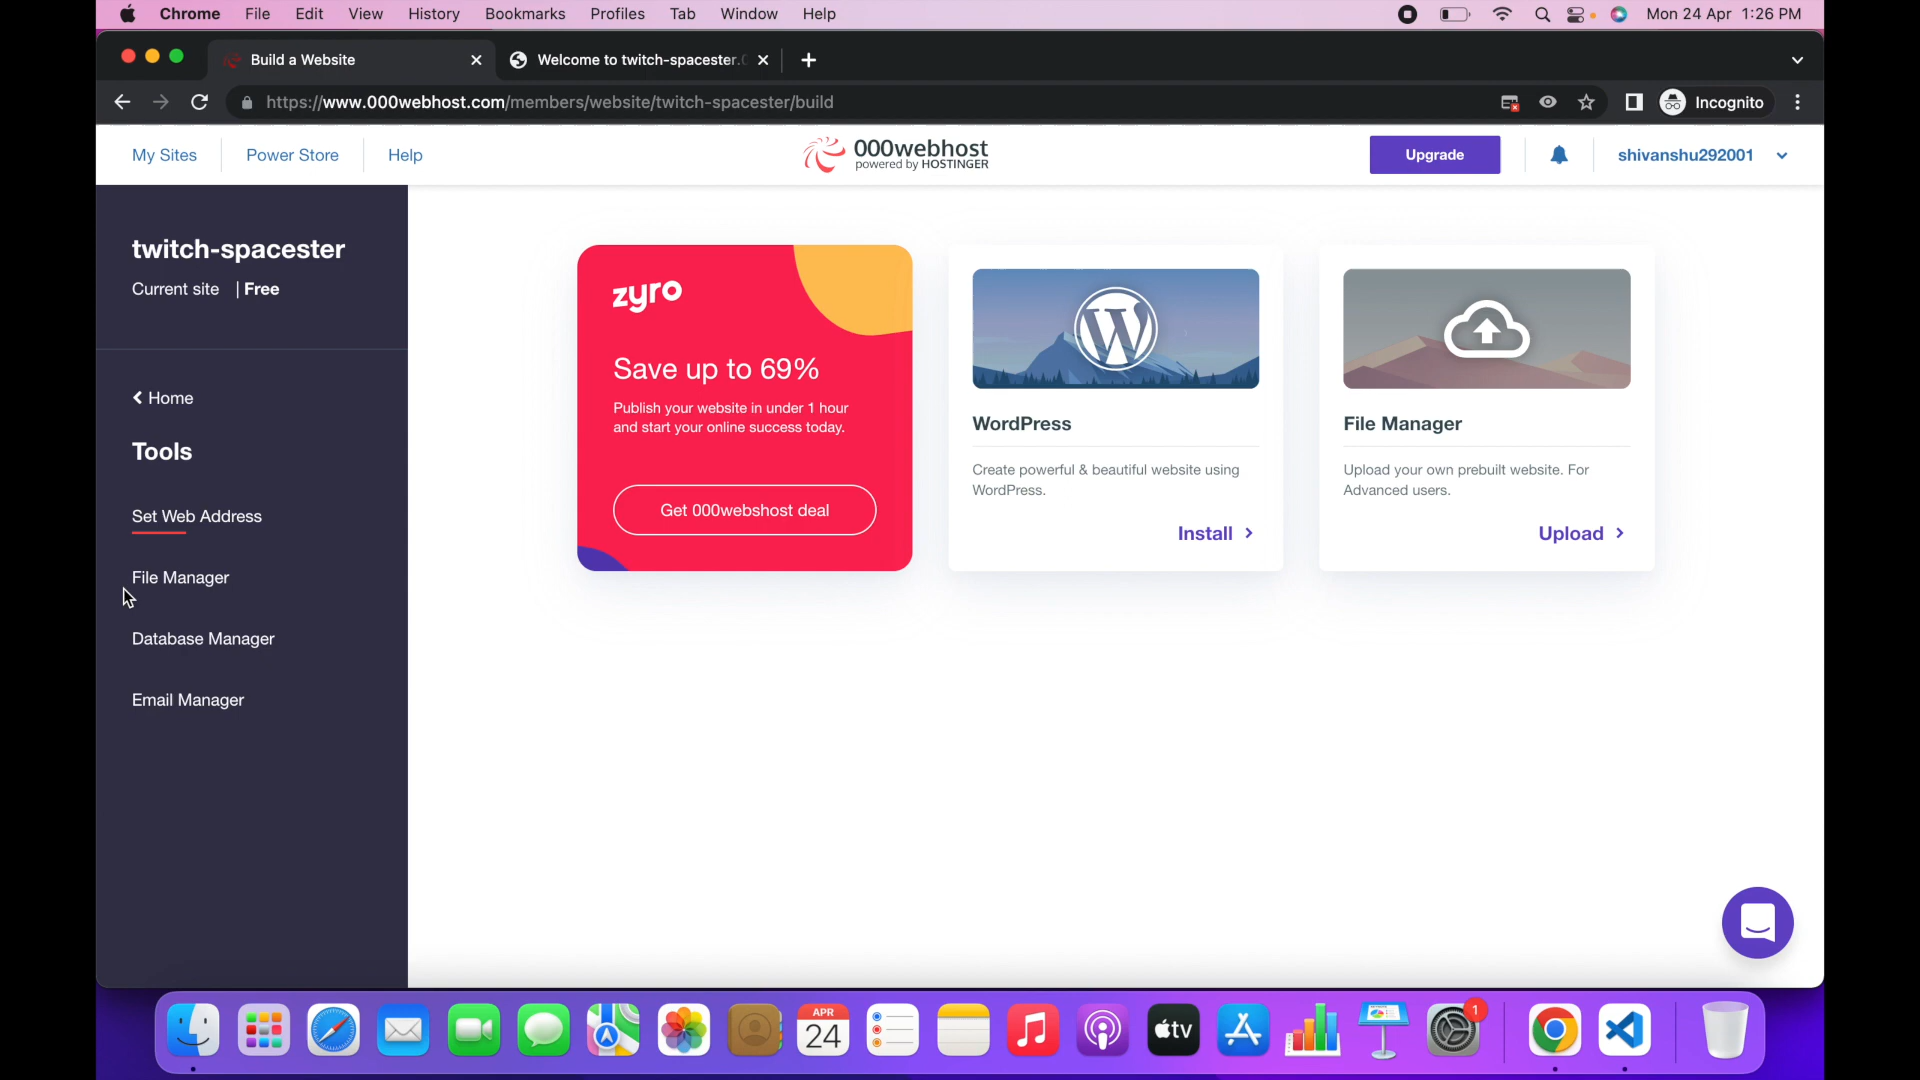 Chrome File Edit View History Bookmarks Profiles Tab Window Help Mon 24 Apr 1:26 PM
Build a Website Welcome to twitch-spacester.
https://www.000webhost.com/members/website/twitch-spacester/build Incognito
My Sites Power Store Help 000webhost Upgrade shivanshu292001
powered by HOSTINGER
twitch-spacester
Current site | Free
Home
Tools
Set Web Address
File Manager
Database Manager
Email Manager
zyro
Save up to 69%
Publish your website in under 1 hour
and start your online success today.
Get 000webshost deal
WordPress
Create powerful & beautiful website using
WordPress.
Install
File Manager
Upload your own prebuilt website. For
Advanced users.
Upload
APR
24
tv
1